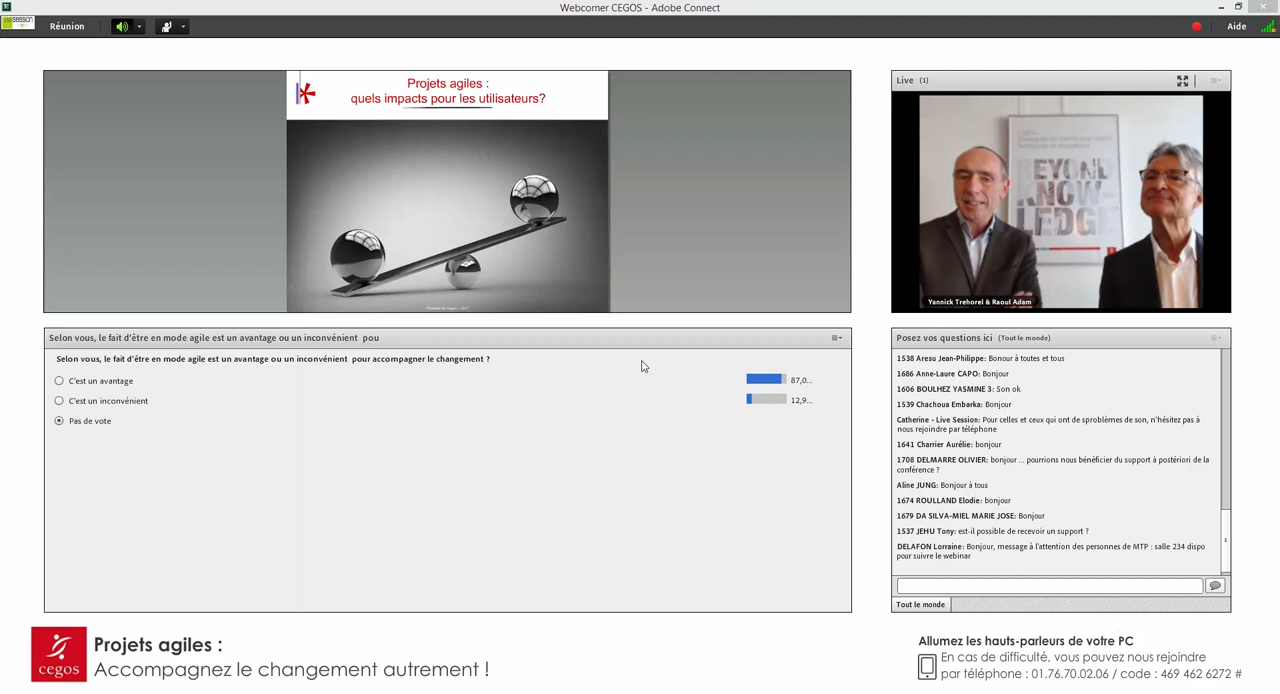 Webcorner CEGOS - Adobe Connect
Réunion
Aide
Projets agiles :
quels impacts pour les utilisateurs?
Live (1)
EYOND
KNOW
LEDGE
Yannick Trehorel & Raoul Adam
Selon vous, le fait d'être en mode agile est un avantage ou un inconvénient pou
Selon vous, le fait d'être en mode agile est un avantage ou un inconvénient pour accompagner le changement ?
C'est un avantage
87,0...
C'est un inconvénient
12,9...
Pas de vote
Posez vos questions ici (Tout le monde)
1538 Aresu Jean-Philippe: Bonour à toutes et tous
1686 Anne-Laure CAPO: Bonjour
1606 BOULHEZ YASMINE 3: Son ok
1539 Chachoua Embarka: Bonjour
Catherine - Live Session: Pour celles et ceux qui ont de sproblèmes de son, n'hésitez pas à
nous rejoindre par téléphone
1641 Charrier Aurélie: bonjour
1708 DELMARRE OLIVIER: bonjour ... pourrions nous bénéficier du support à postériori de la
conférence ?
Aline JUNG: Bonjour à tous
1674 ROULLAND Elodie: bonjour
1679 DA SILVA-MIEL MARIE JOSE: Bonjour
1537 JEHU Tony: est-il possible de recevoir un support ?
DELAFON Lorraine: Bonjour, message à l'attention des personnes de MTP : salle 234 dispo
pour suivre le webinar
Tout le monde
cegos
Projets agiles :
Accompagnez le changement autrement !
Allumez les hauts-parleurs de votre PC
En cas de difficulté, vous pouvez nous rejoindre
par téléphone : 01.76.70.02.06 / code : 469 462 6272 #